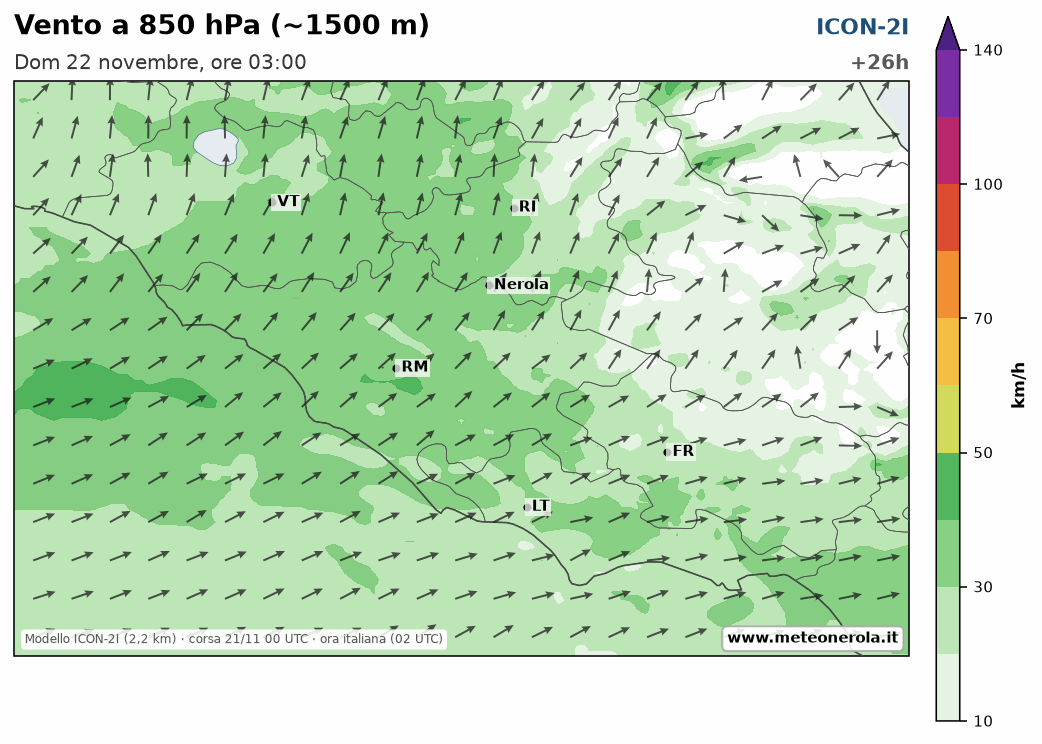 Vento a 850 hPa (~1500 m)
ICON-2I
Dom 22 novembre, ore 03:00
+26h
140
100
70
50
30
10
km/h
VT
RI
Nerola
RM
FR
LT
Modello ICON-2I (2,2 km) · corsa 21/11 00 UTC · ora italiana (02 UTC)
www.meteonerola.it